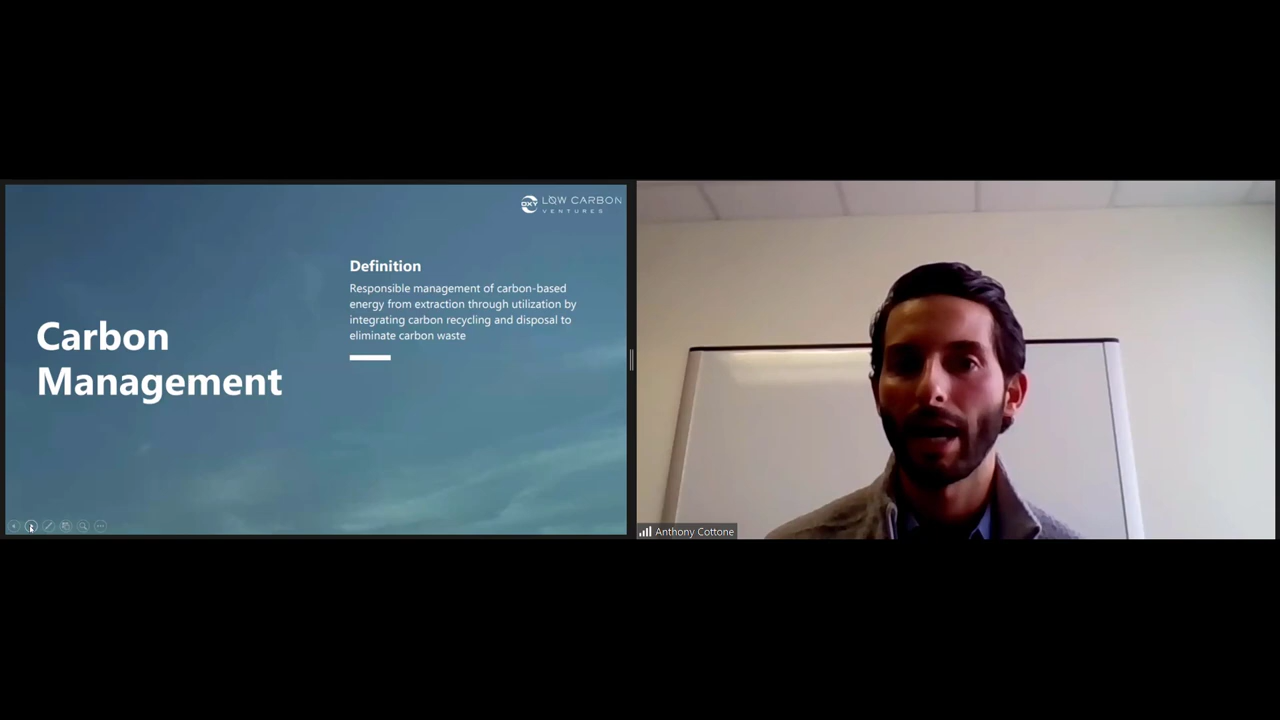 OXY LOW CARBON
VENTURES
Definition
Responsible management of carbon-based
energy from extraction through utilization by
integrating carbon recycling and disposal to
eliminate carbon waste
Carbon
Management
Anthony Cottone